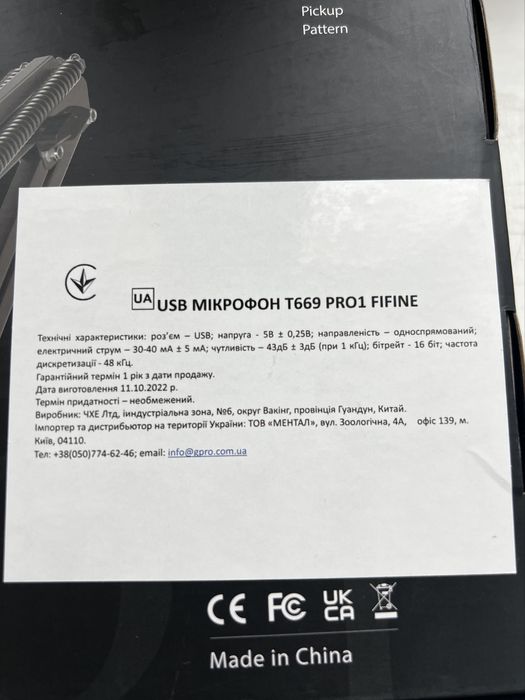 Pickup
Pattern
UA USB МІКРОФОН T669 PRO1 FIFINE
Технічні характеристики: роз'єм – USB; напруга - 5В ± 0,25В; направленість – односпрямований;
електричний струм – 30-40 мА ± 5 мА; чутливість – 43дБ ± 3дБ (при 1 кГц); бітрейт - 16 біт; частота
дискретизації - 48 кГц.
Гарантійний термін 1 рік з дати продажу.
Дата виготовлення 11.10.2022 р.
Термін придатності – необмежений.
Виробник: ЧХЕ Лтд, индустріальна зона, №6, округ Вакінг, провінція Гуандун, Китай.
Імпортер та дистрибьютор на території України: ТОВ «МЕНТАЛ», вул. Зоологічна, 4А, офіс 139, м.
Київ, 04110.
Тел: +38(050)774-62-46; email: info@gpro.com.ua
CE FC UK CA
Made in China